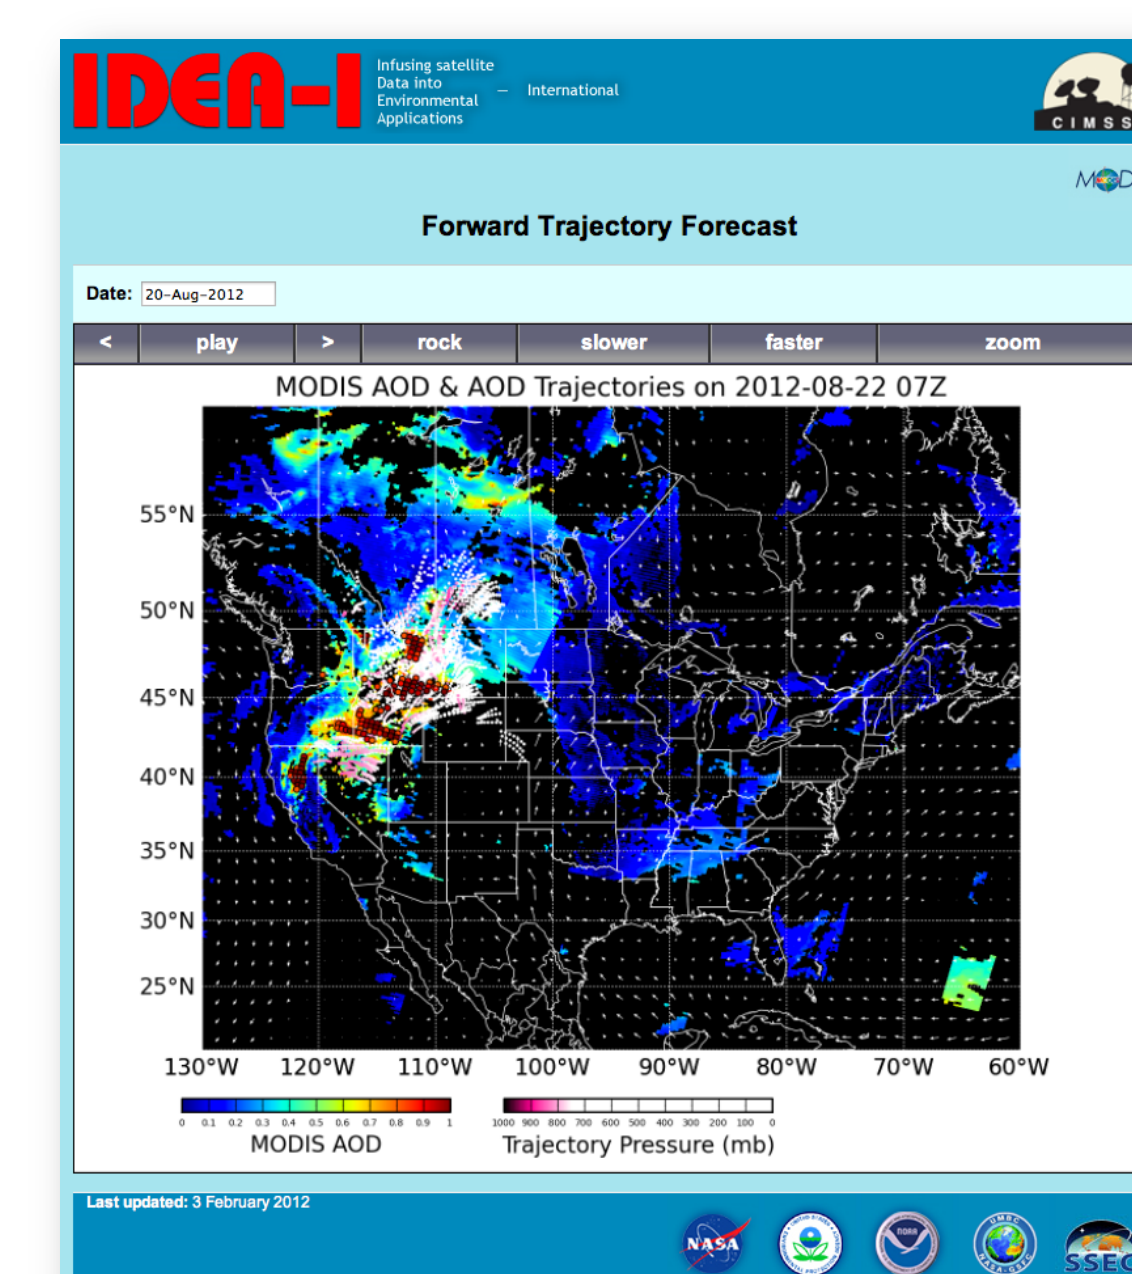 IDEA-I
Infusing satellite
Data into
Environmental
Applications
— International
CIMSS
Forward Trajectory Forecast
Date: 20-Aug-2012
< play > rock slower faster zoom
MODIS AOD & AOD Trajectories on 2012-08-22 07Z
55°N
50°N
45°N
40°N
35°N
30°N
25°N
130°W 120°W 110°W 100°W 90°W 80°W 70°W 60°W
0 0.1 0.2 0.3 0.4 0.5 0.6 0.7 0.8 0.9 1
MODIS AOD
1000 900 800 700 600 500 400 300 200 100 0
Trajectory Pressure (mb)
Last updated: 3 February 2012
NASA
NOAA
UMBC
NASA-GSFC
SSEC